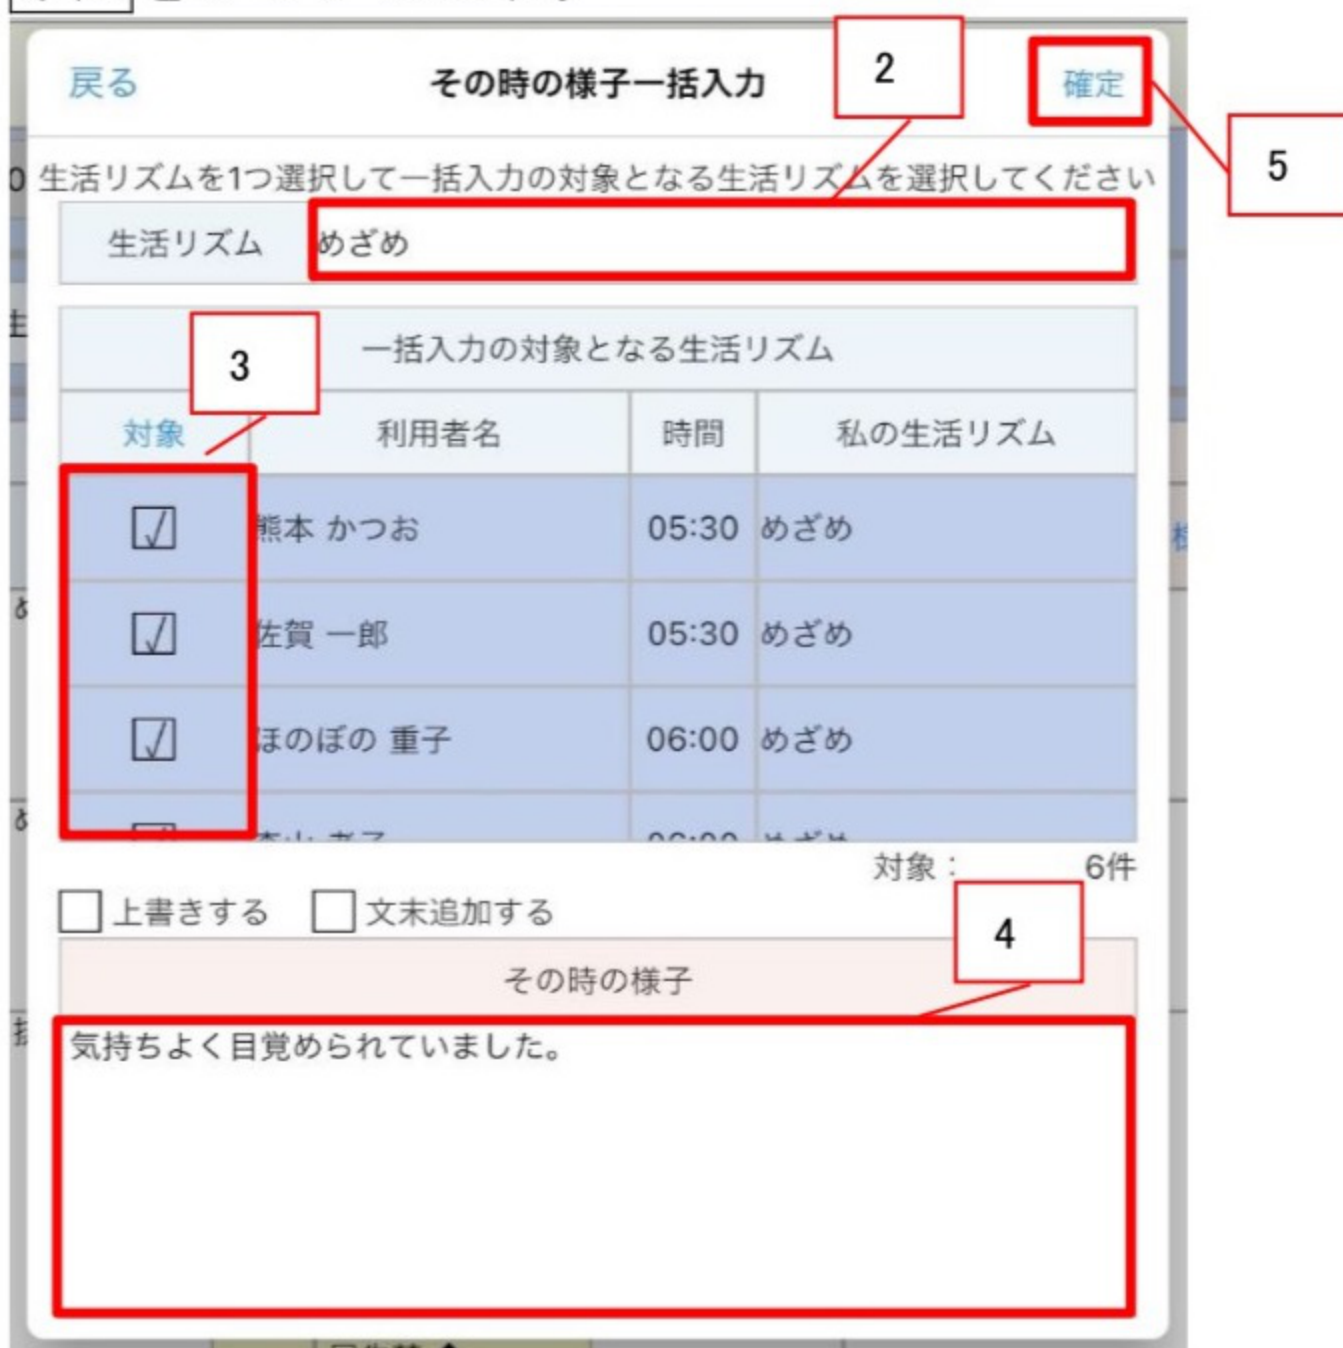 戻る その時の様子一括入力 2 確定
5
生活リズムを1つ選択して一括入力の対象となる生活リズムを選択してください
生活リズム めざめ
一括入力の対象となる生活リズム
3
対象 利用者名 時間 私の生活リズム
熊本 かつお 05:30 めざめ
佐賀 一郎 05:30 めざめ
ほのぼの 重子 06:00 めざめ
対象： 6件
上書きする 文末追加する
4
その時の様子
気持ちよく目覚められていました。